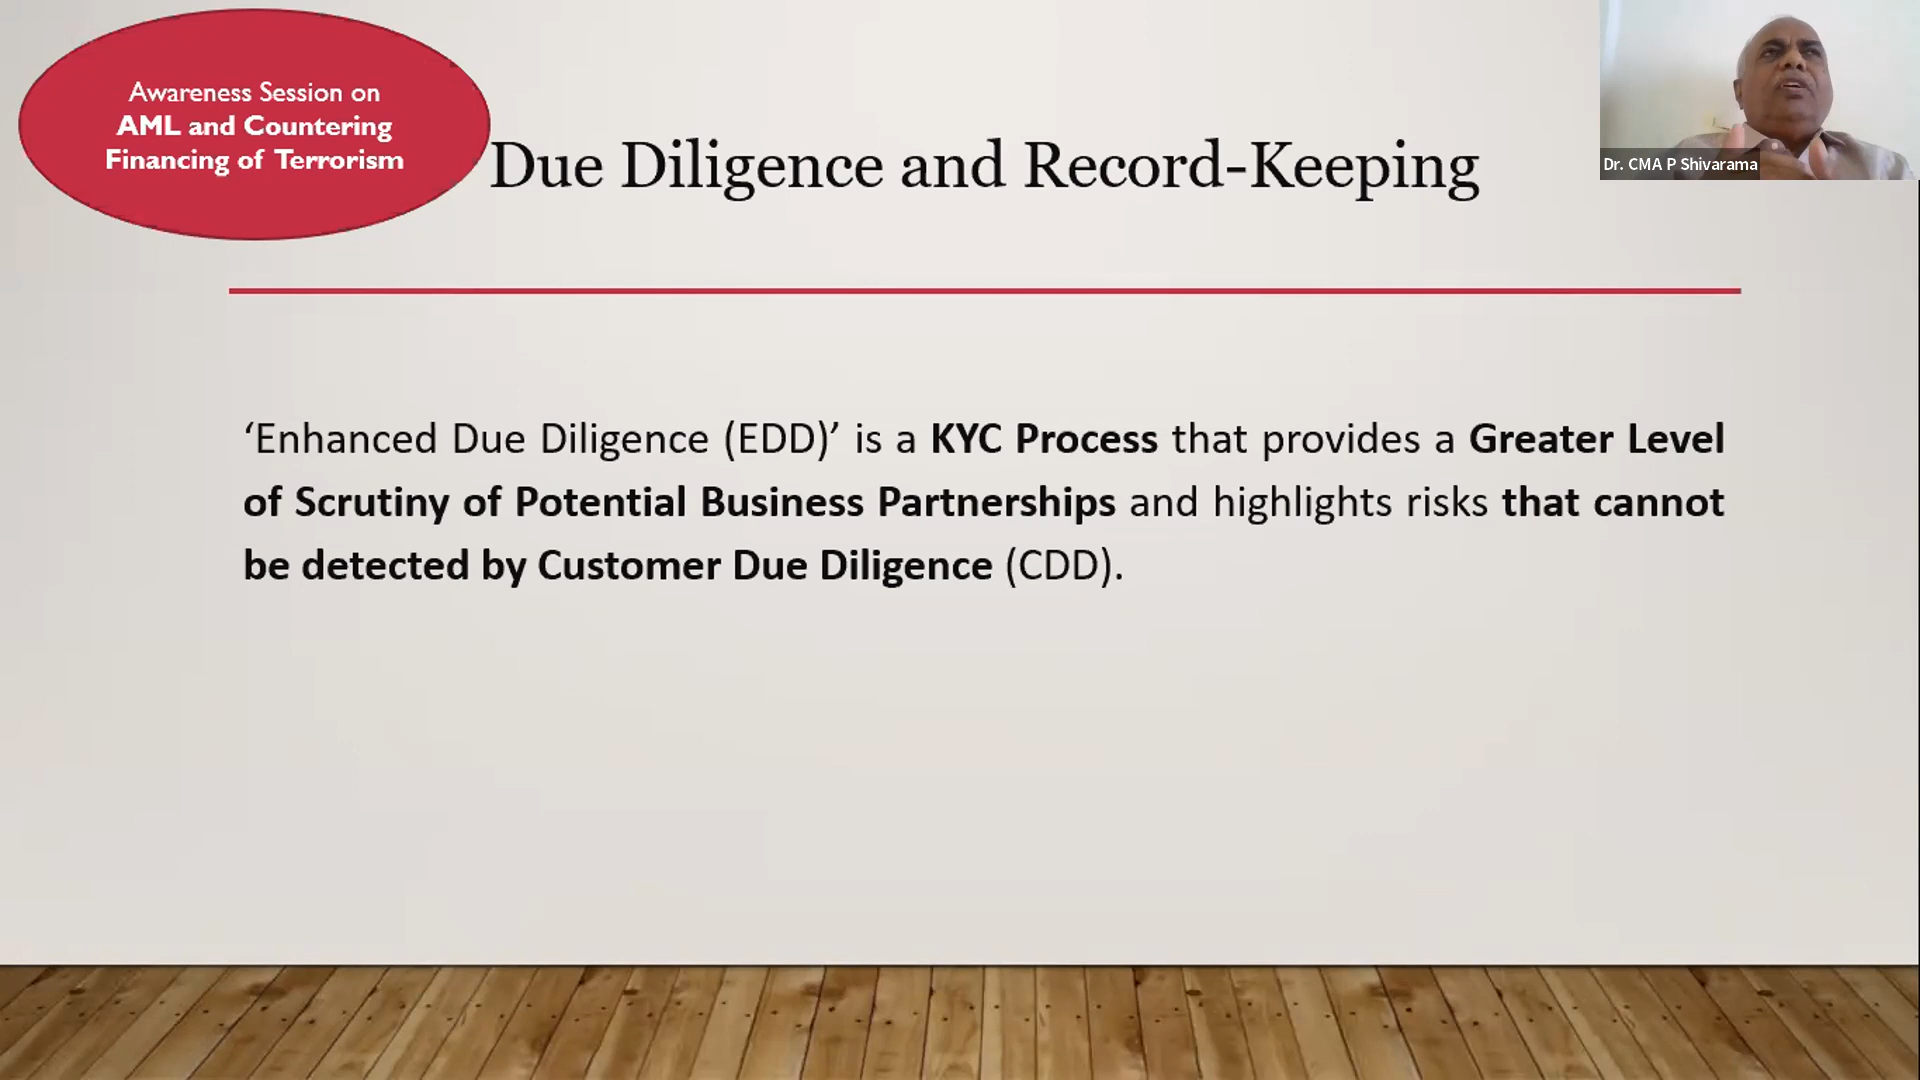 Awareness Session on
AML and Countering
Financing of Terrorism
Due Diligence and Record-Keeping
Dr. CMA P Shivarama
‘Enhanced Due Diligence (EDD)’ is a KYC Process that provides a Greater Level
of Scrutiny of Potential Business Partnerships and highlights risks that cannot
be detected by Customer Due Diligence (CDD).